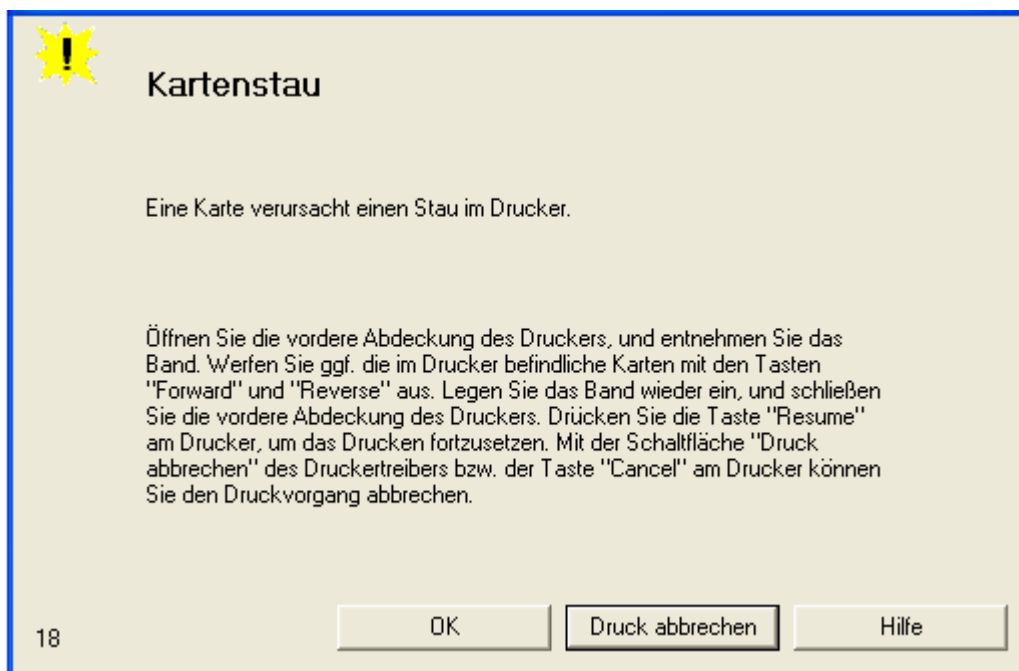 Kartenstau
Eine Karte verursacht einen Stau im Drucker.
Öffnen Sie die vordere Abdeckung des Druckers, und entnehmen Sie das
Band. Werfen Sie ggf. die im Drucker befindliche Karten mit den Tasten
"Forward" und "Reverse" aus. Legen Sie das Band wieder ein, und schließen
Sie die vordere Abdeckung des Druckers. Drücken Sie die Taste "Resume"
am Drucker, um das Drucken fortzusetzen. Mit der Schaltfläche "Druck
abbrechen" des Druckertreibers bzw. der Taste "Cancel" am Drucker können
Sie den Druckvorgang abbrechen.
18 OK Druck abbrechen Hilfe